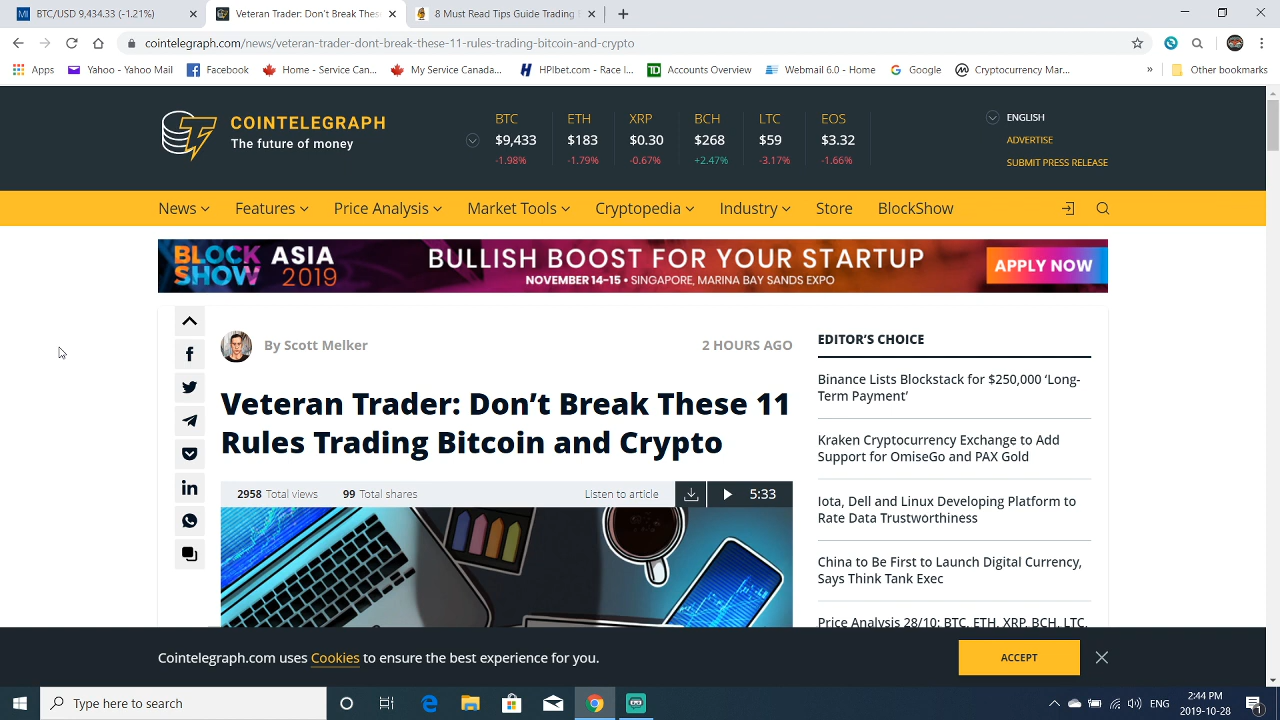 BTC/USD 9,434.33 (-1.21%)
Veteran Trader: Don't Break These
8 Must Read Tips Guide Trading
cointelegraph.com/news/veteran-trader-dont-break-these-11-rules-trading-bitcoin-and-crypto
Apps Yahoo - Yahoo Mail Facebook Home - Service Can... My Service Canada... HPIbet.com - Race I... TD Accounts Overview Webmail 6.0 - Home Google Cryptocurrency Mar... » Other bookmarks
COINTELEGRAPH
The future of money
BTC ETH XRP BCH LTC EOS
$9,433 $183 $0.30 $268 $59 $3.32
-1.98% -1.79% -0.67% +2.47% -3.17% -1.66%
ENGLISH
ADVERTISE
SUBMIT PRESS RELEASE
News Features Price Analysis Market Tools Cryptopedia Industry Store BlockShow
BLOCK SHOW ASIA 2019
BULLISH BOOST FOR YOUR STARTUP
NOVEMBER 14-15 • SINGAPORE, MARINA BAY SANDS EXPO
APPLY NOW
By Scott Melker
2 HOURS AGO
Veteran Trader: Don’t Break These 11
Rules Trading Bitcoin and Crypto
2958 Total views 99 Total shares Listen to article 5:33
EDITOR’S CHOICE
Binance Lists Blockstack for $250,000 ‘Long-
Term Payment’
Kraken Cryptocurrency Exchange to Add
Support for OmiseGo and PAX Gold
Iota, Dell and Linux Developing Platform to
Rate Data Trustworthiness
China to Be First to Launch Digital Currency,
Says Think Tank Exec
Price Analysis 28/10: BTC, ETH, XRP, BCH, LTC,
Cointelegraph.com uses Cookies to ensure the best experience for you.
ACCEPT
Type here to search
ENG
2:44 PM
2019-10-28